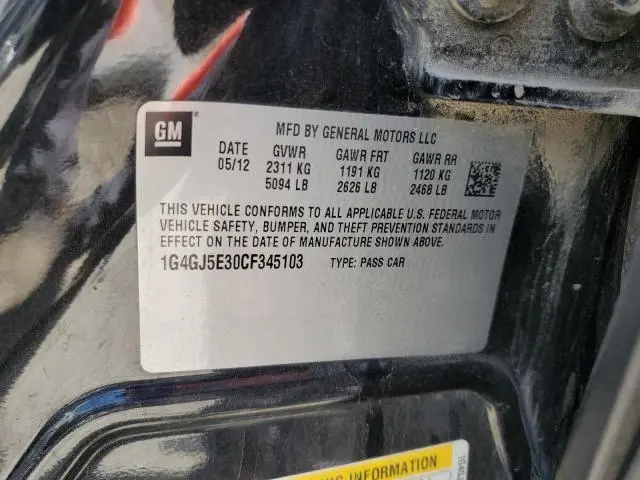 GM®
MFD BY GENERAL MOTORS LLC
DATE GVWR GAWR FRT GAWR RR
05/12 2311 KG 1191 KG 1120 KG
5094 LB 2626 LB 2468 LB
THIS VEHICLE CONFORMS TO ALL APPLICABLE U.S. FEDERAL MOTOR
VEHICLE SAFETY, BUMPER, AND THEFT PREVENTION STANDARDS IN
EFFECT ON THE DATE OF MANUFACTURE SHOWN ABOVE.
1G4GJ5E30CF345103 TYPE: PASS CAR
INFORMATION